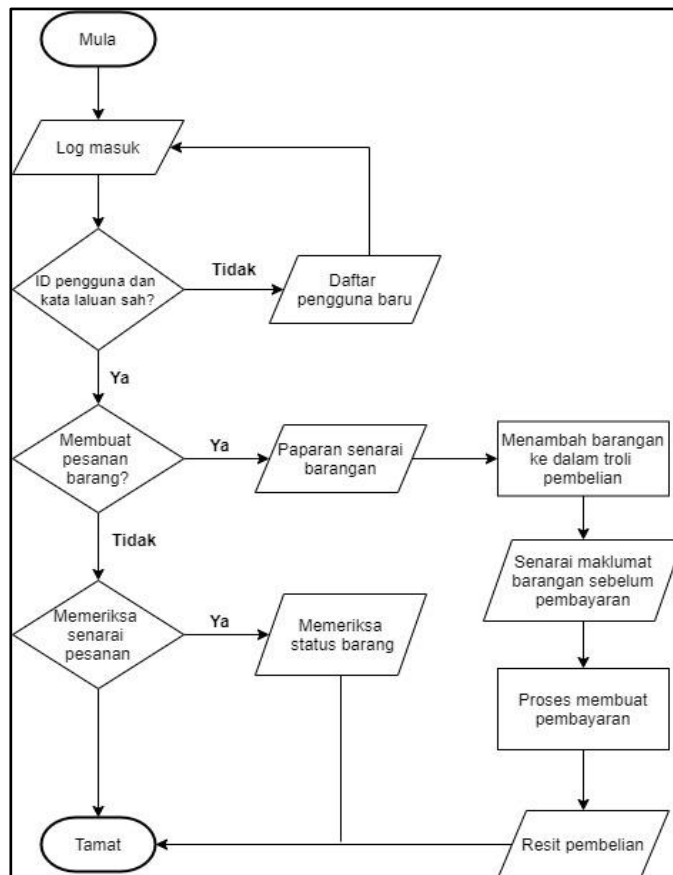 Mula
Log masuk
ID pengguna dan
kata laluan sah?
Tidak
Daftar
pengguna baru
Ya
Membuat
pesanan
barang?
Ya
Paparan senarai
barangan
Menambah barangan
ke dalam troli
pembelian
Tidak
Senarai maklumat
barangan sebelum
pembayaran
Memeriksa
senarai
pesanan
Ya
Memeriksa
status barang
Proses membuat
pembayaran
Tamat
Resit pembelian